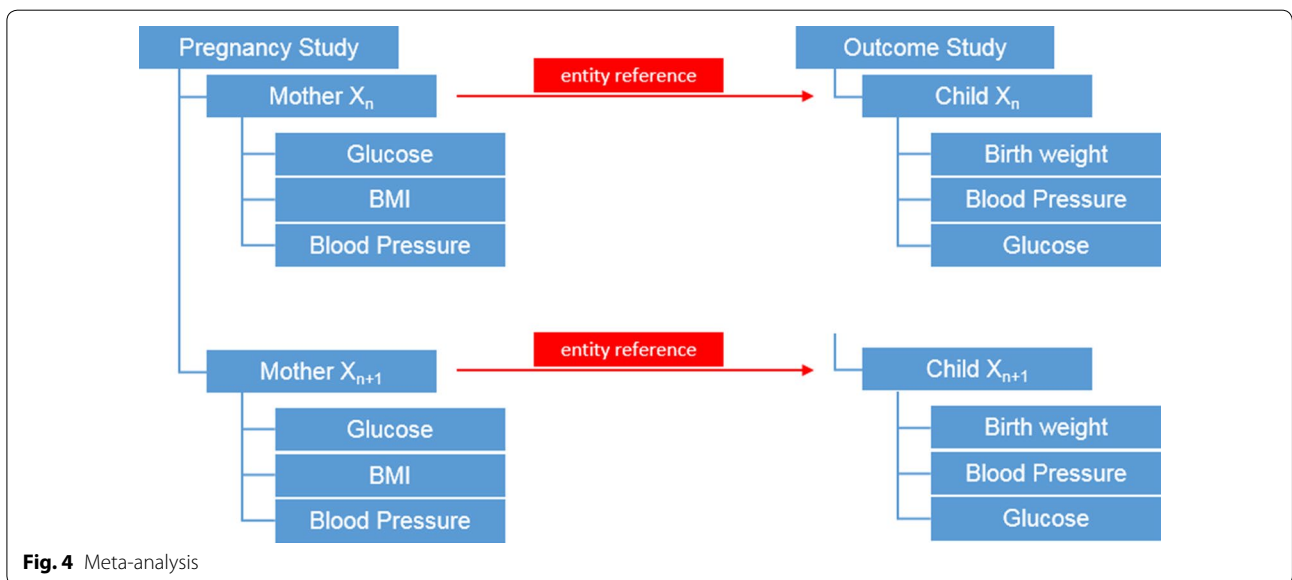 Pregnancy Study
Outcome Study
entity reference
Mother Xn
Child Xn
Glucose
BMI
Blood Pressure
Birth weight
Blood Pressure
Glucose
entity reference
Mother Xn+1
Child Xn+1
Glucose
BMI
Blood Pressure
Birth weight
Blood Pressure
Glucose
Fig. 4 Meta-analysis